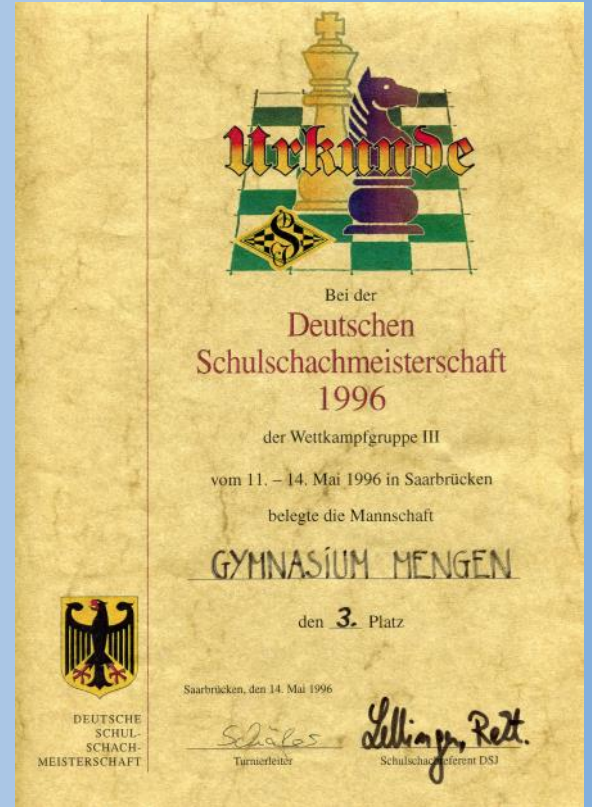 Urkunde
Bei der
Deutschen
Schulschachmeisterschaft
1996
der Wettkampfgruppe III
vom 11. – 14. Mai 1996 in Saarbrücken
belegte die Mannschaft
GYMNASIUM MENGEN
den 3. Platz
Saarbrücken, den 14. Mai 1996
Turnierleiter
Schulschachreferent DSJ
DEUTSCHE
SCHUL-
SCHACH-
MEISTERSCHAFT